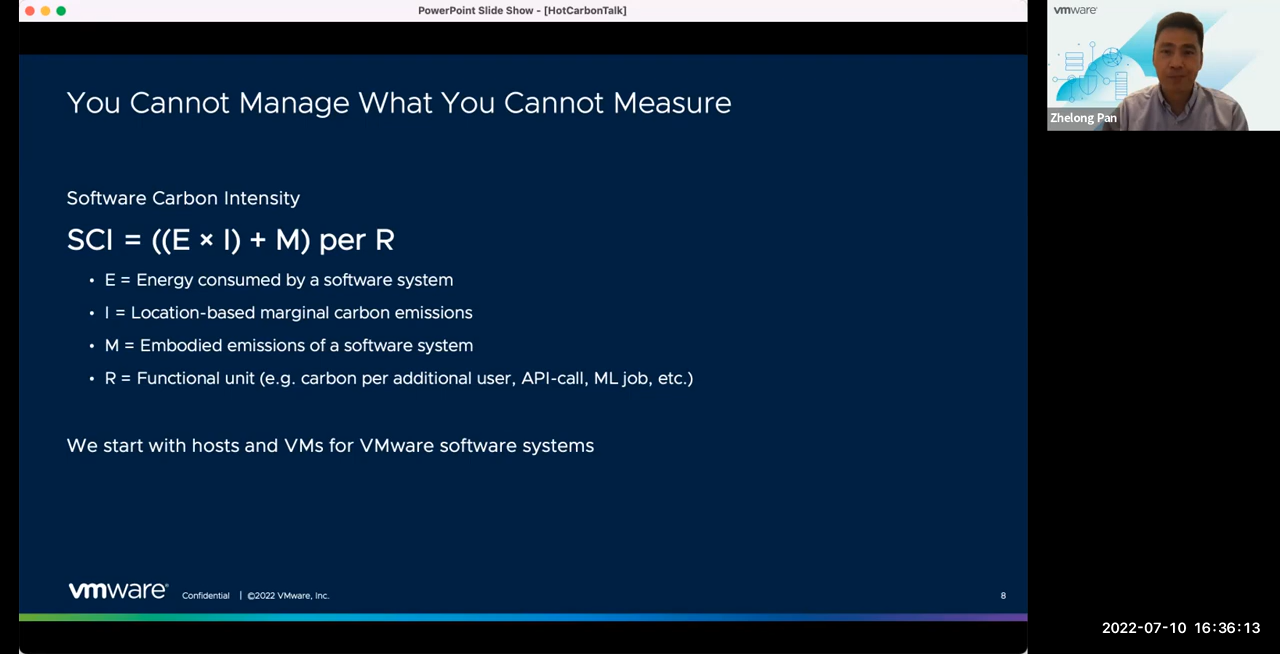 PowerPoint Slide Show - [HotCarbonTalk]
You Cannot Manage What You Cannot Measure
Software Carbon Intensity
SCI = ((E × I) + M) per R
• E = Energy consumed by a software system
• I = Location-based marginal carbon emissions
• M = Embodied emissions of a software system
• R = Functional unit (e.g. carbon per additional user, API-call, ML job, etc.)
We start with hosts and VMs for VMware software systems
vmware® Confidential | ©2022 VMware, Inc.
8
vmware®
Zhelong Pan
2022-07-10 16:36:13